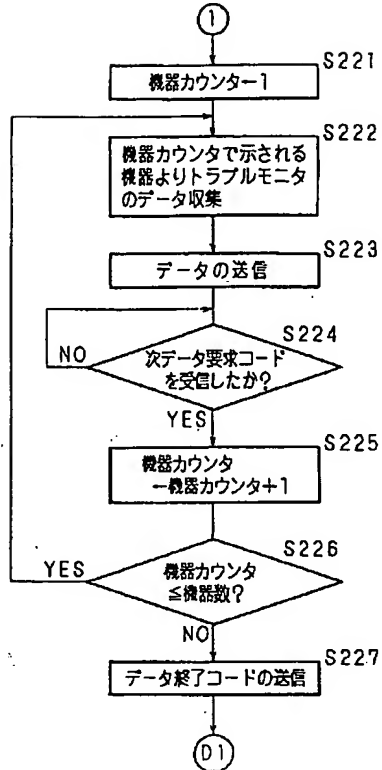 1
S221
機器カウンタ←1
S222
機器カウンタで示される
機器よりトラブルモニタ
のデータ収集
S223
データの送信
S224
NO
次データ要求コード
を受信したか?
YES
S225
機器カウンタ
←機器カウンタ+1
S226
YES
機器カウンタ
≦機器数?
NO
S227
データ終了コードの送信
D1